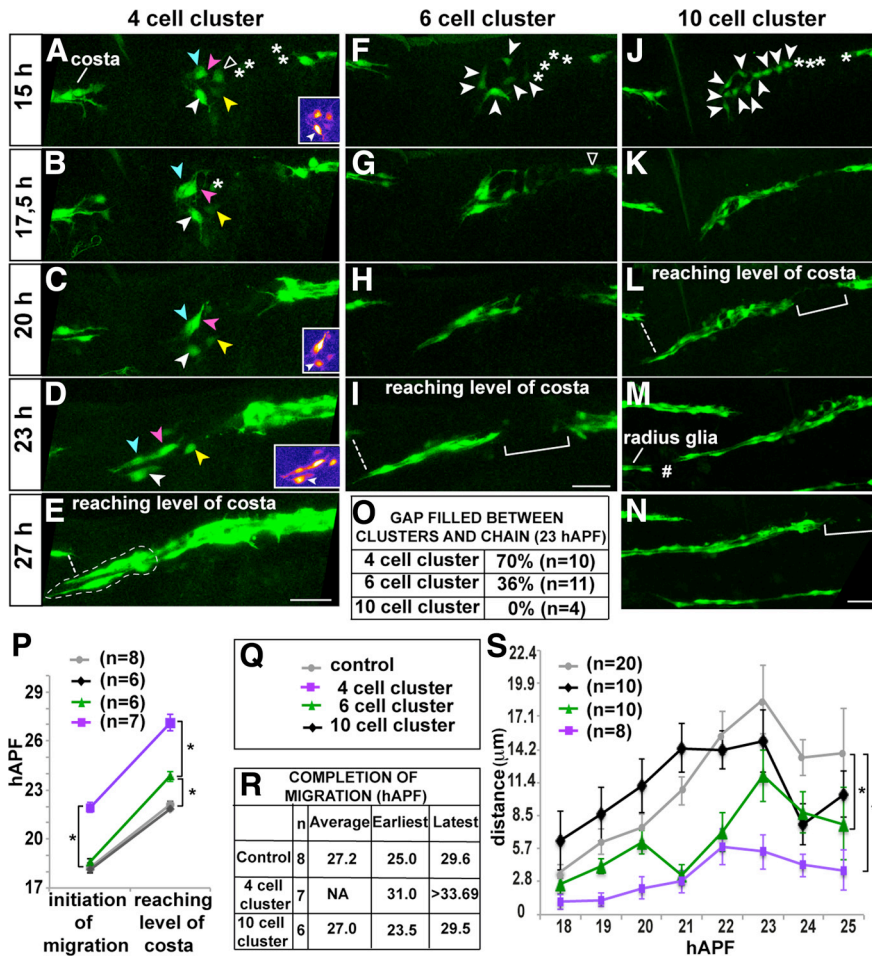 4 cell cluster
6 cell cluster
10 cell cluster
15 h
17,5 h
20 h
23 h
27 h
A
costa
* * * *
B
*
C
D
E
reaching level of costa
F
* * * *
G
H
I
reaching level of costa
J
*** *
K
L
reaching level of costa
M
radius glia
#
N
O
GAP FILLED BETWEEN
CLUSTERS AND CHAIN (23 hAPF)
4 cell cluster 70% (n=10)
6 cell cluster 36% (n=11)
10 cell cluster 0% (n=4)
P
hAPF
(n=8)
(n=6)
(n=6)
(n=7)
29
27
25
23
22
19
17
*
*
*
initiation of migration
reaching level of costa
Q
control
4 cell cluster
6 cell cluster
10 cell cluster
R
COMPLETION OF
MIGRATION (hAPF)
n Average Earliest Latest
Control 8 27.2 25.0 29.6
4 cell cluster 7 NA 31.0 >33.69
10 cell cluster 6 27.0 23.5 29.5
S
distance(µm)
(n=20)
(n=10)
(n=10)
(n=8)
22.4
19.9
17.1
14.2
11.4
8.5
5.7
2.8
0
18 19 20 21 22 23 24 25
hAPF
*
*